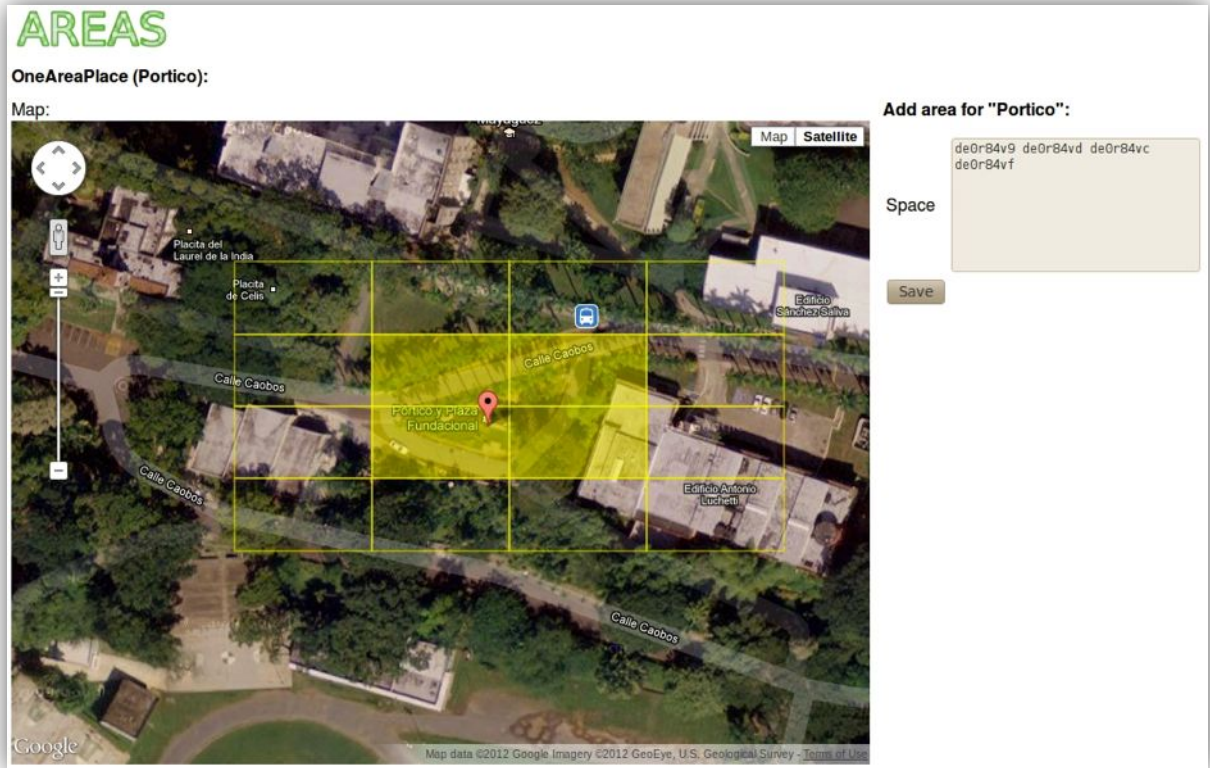 AREAS
OneAreaPlace (Portico):
Map:
Add area for "Portico":
Mayagüez
Map
Satellite
de0r84v9 de0r84vd de0r84vc
de0r84vf
Space
Save
Placita del
Laurel de la India
Placita
de Celis
Edificio
Sánchez Saliva
Calle Caobos
Calle Caobos
Portico y Plaza
Fundacional
Calle Caobos
Edificio Antonio
Luchetti
Calle Caobos
Google
Map data ©2012 Google Imagery ©2012 GeoEye, U.S. Geological Survey - Terms of Use